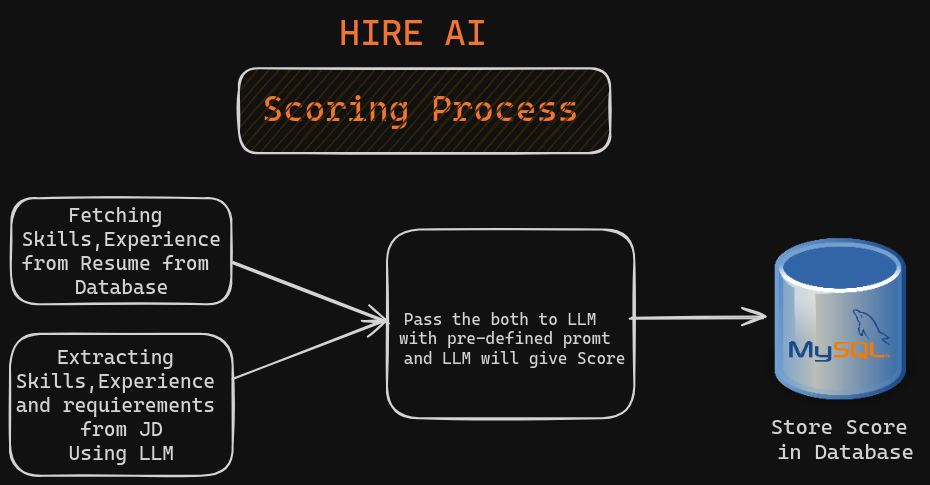 HIRE AI
Scoring Process
Fetching
Skills,Experience
from Resume from
Database
Extracting
Skills,Experience
and requierements
from JD
Using LLM
Pass the both to LLM
with pre-defined promt
and LLM will give Score
MySQL
Store Score
in Database